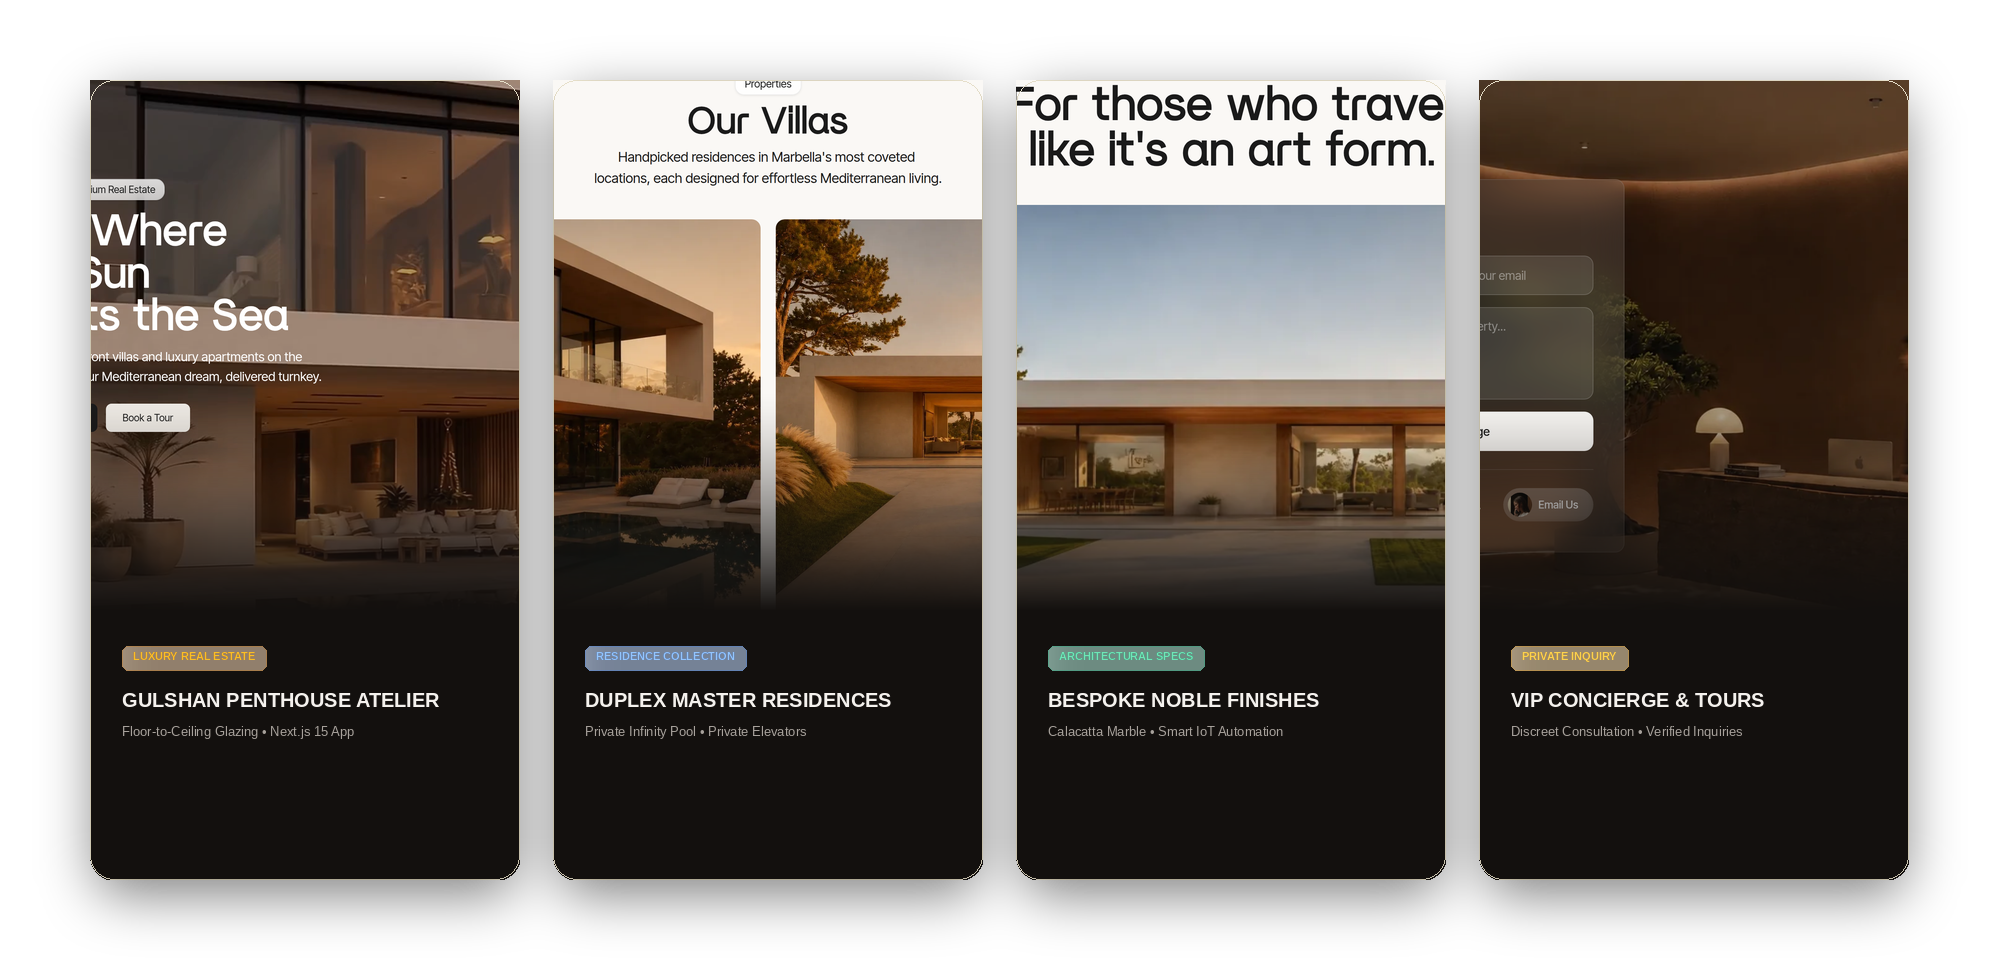 ium Real Estate
Where
Sun
ts the Sea
ont villas and luxury apartments on the
ur Mediterranean dream, delivered turnkey.
Book a Tour
LUXURY REAL ESTATE
GULSHAN PENTHOUSE ATELIER
Floor-to-Ceiling Glazing • Next.js 15 App
Properties
Our Villas
Handpicked residences in Marbella's most coveted
locations, each designed for effortless Mediterranean living.
RESIDENCE COLLECTION
DUPLEX MASTER RESIDENCES
Private Infinity Pool • Private Elevators
For those who trave
like it's an art form.
ARCHITECTURAL SPECS
BESPOKE NOBLE FINISHES
Calacatta Marble • Smart IoT Automation
our email
erty...
ge
Email Us
PRIVATE INQUIRY
VIP CONCIERGE & TOURS
Discreet Consultation • Verified Inquiries